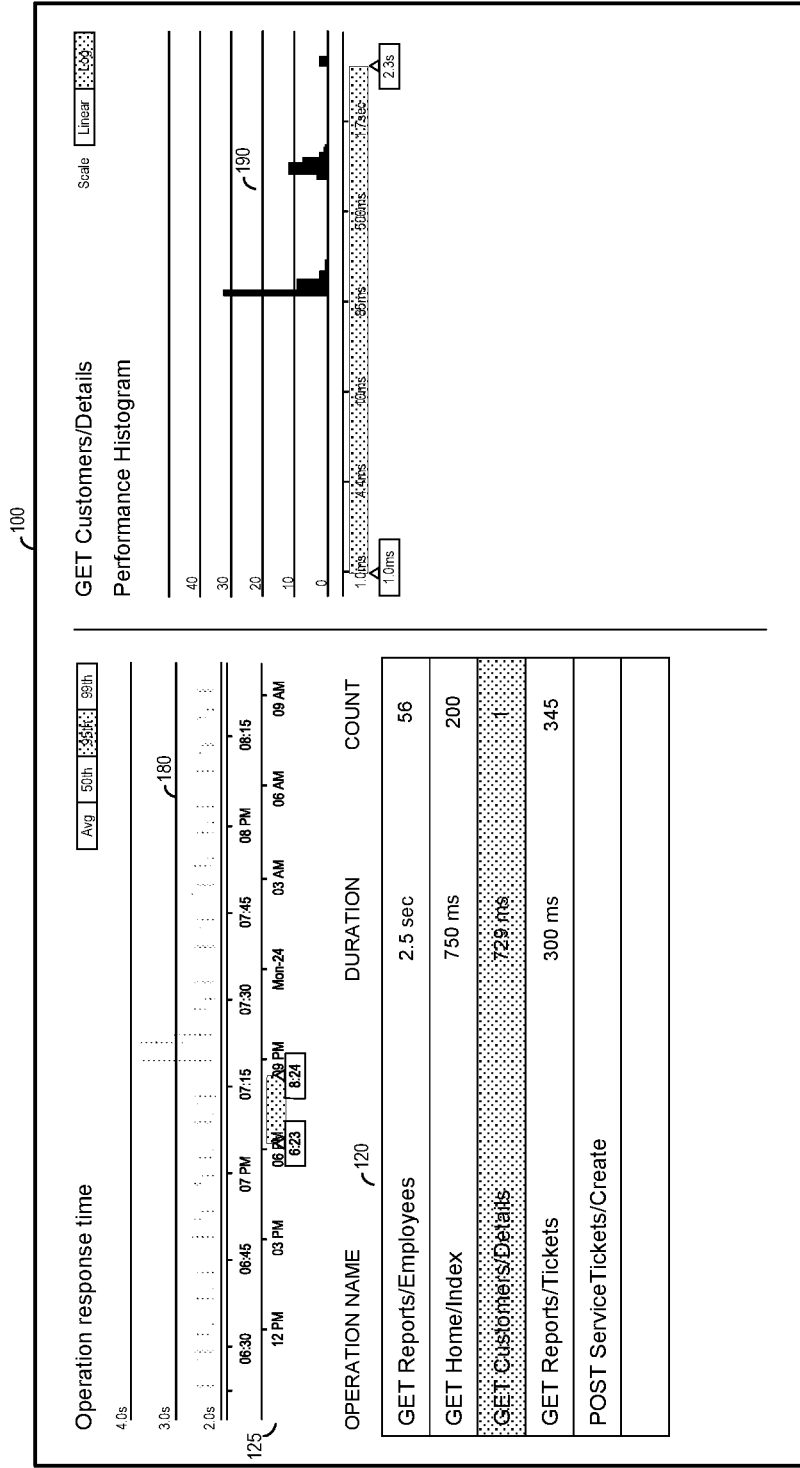 100
Operation response time
Avg 50th 95th 99th
4.0s
3.0s
180
2.0s
06:30 06:45 07 PM 07:15 07:30 07:45 08 PM 08:15
125
12 PM 03 PM 06 PM 09 PM Mon-24 03 AM 06 AM 09 AM
6:23 8:24
120
OPERATION NAME DURATION COUNT
GET Reports/Employees 2.5 sec 56
GET Home/Index 750 ms 200
GET Customers/Details 729 ms 1
GET Reports/Tickets 300 ms 345
POST ServiceTickets/Create
GET Customers/Details
Scale Linear Log
Performance Histogram
40
30
190
20
10
0
1.0ms 4.4ms 500ms 1.7sec
1.0ms 2.3s